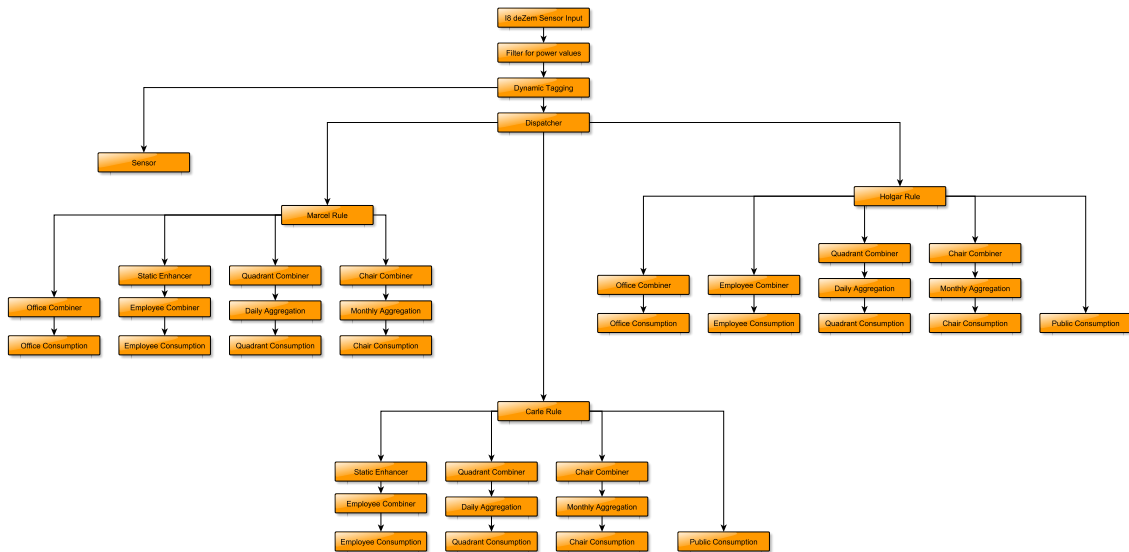 I8 deZem Sensor Input
Filter for power values
Dynamic Tagging
Dispatcher
Sensor
Marcel Rule
Static Enhancer
Quadrant Combiner
Chair Combiner
Office Combiner
Employee Combiner
Daily Aggregation
Monthly Aggregation
Office Consumption
Employee Consumption
Quadrant Consumption
Chair Consumption
Holgar Rule
Quadrant Combiner
Chair Combiner
Office Combiner
Employee Combiner
Daily Aggregation
Monthly Aggregation
Office Consumption
Employee Consumption
Quadrant Consumption
Chair Consumption
Public Consumption
Carle Rule
Static Enhancer
Quadrant Combiner
Chair Combiner
Employee Combiner
Daily Aggregation
Monthly Aggregation
Employee Consumption
Quadrant Consumption
Chair Consumption
Public Consumption